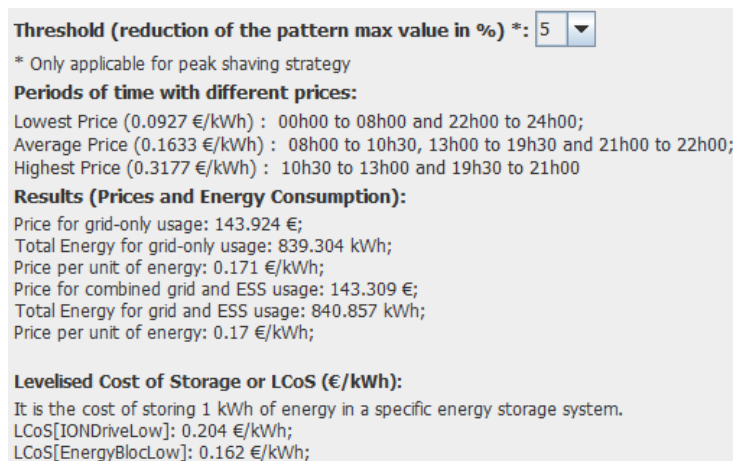 Threshold (reduction of the pattern max value in %) *: 5
* Only applicable for peak shaving strategy
Periods of time with different prices:
Lowest Price (0.0927 €/kWh) : 00h00 to 08h00 and 22h00 to 24h00;
Average Price (0.1633 €/kWh) : 08h00 to 10h30, 13h00 to 19h30 and 21h00 to 22h00;
Highest Price (0.3177 €/kWh) : 10h30 to 13h00 and 19h30 to 21h00
Results (Prices and Energy Consumption):
Price for grid-only usage: 143.924 €;
Total Energy for grid-only usage: 839.304 kWh;
Price per unit of energy: 0.171 €/kWh;
Price for combined grid and ESS usage: 143.309 €;
Total Energy for grid and ESS usage: 840.857 kWh;
Price per unit of energy: 0.17 €/kWh;
Levelised Cost of Storage or LCoS (€/kWh):
It is the cost of storing 1 kWh of energy in a specific energy storage system.
LCoS[IONDriveLow]: 0.204 €/kWh;
LCoS[EnergyBlocLow]: 0.162 €/kWh;